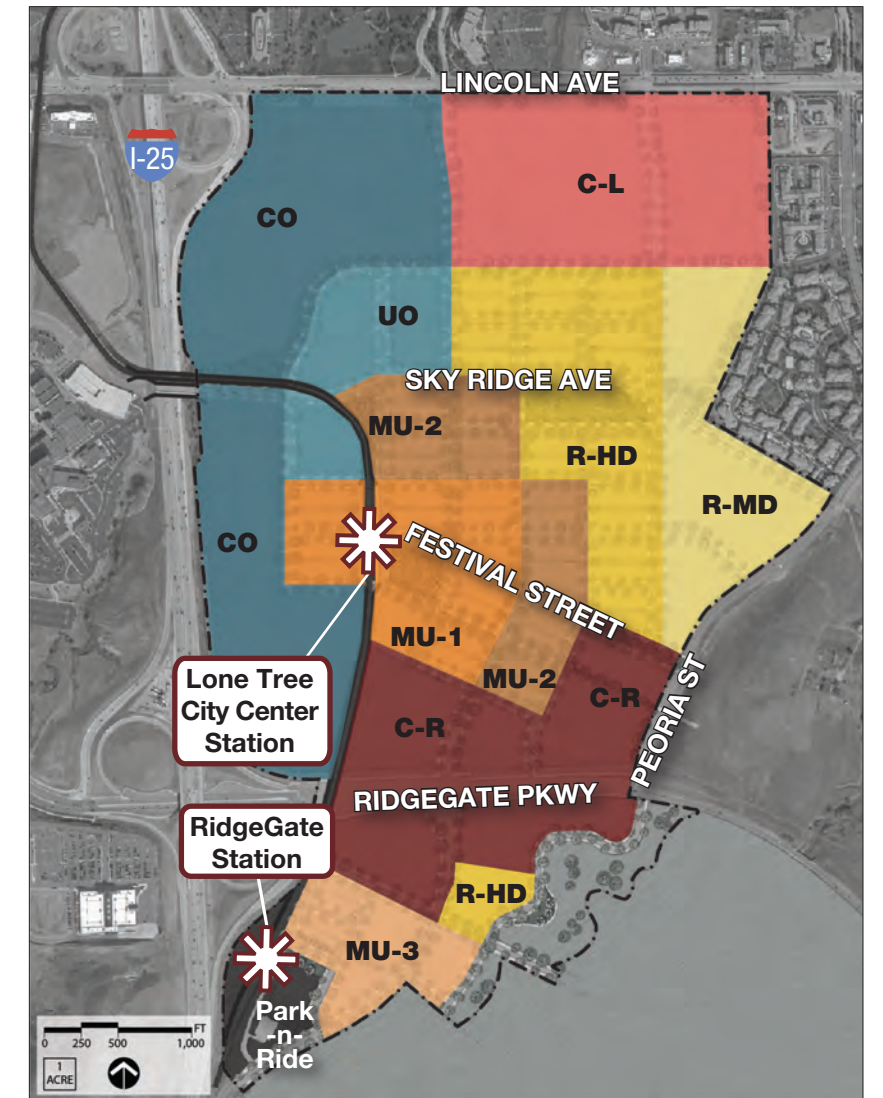 LINCOLN AVE
I-25
C-L
CO
UO
SKY RIDGE AVE
MU-2
R-HD
R-MD
CO
FESTIVAL STREET
MU-1
MU-2
Lone Tree
City Center
Station
C-R
C-R
PEORIA ST
RIDGEGATE PKWY
RidgeGate
Station
R-HD
MU-3
Park
-n-
Ride
FT
0 250 500 1,000
1
ACRE